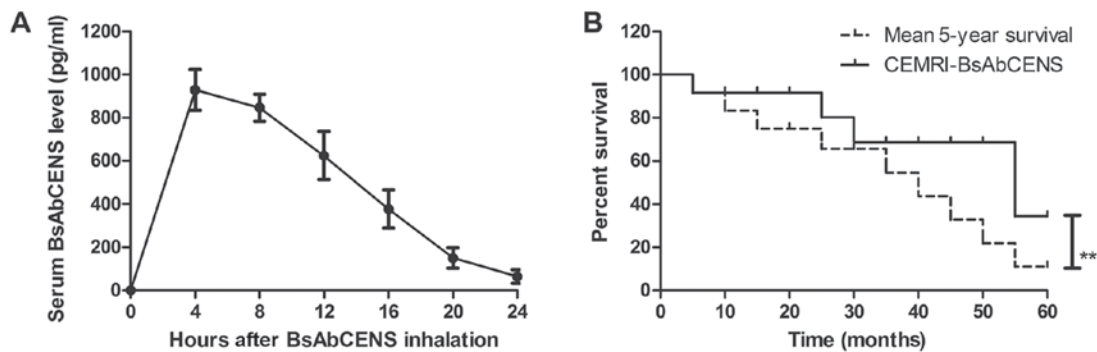 A
Serum BsAbCENS level (pg/ml)
1200
1000
800
600
400
200
0
0 4 8 12 16 20 24
Hours after BsAbCENS inhalation
B
Mean 5-year survival
CEMRI-BsAbCENS
Percent survival
120
100
80
60
40
20
0
0 10 20 30 40 50 60
Time (months)
**